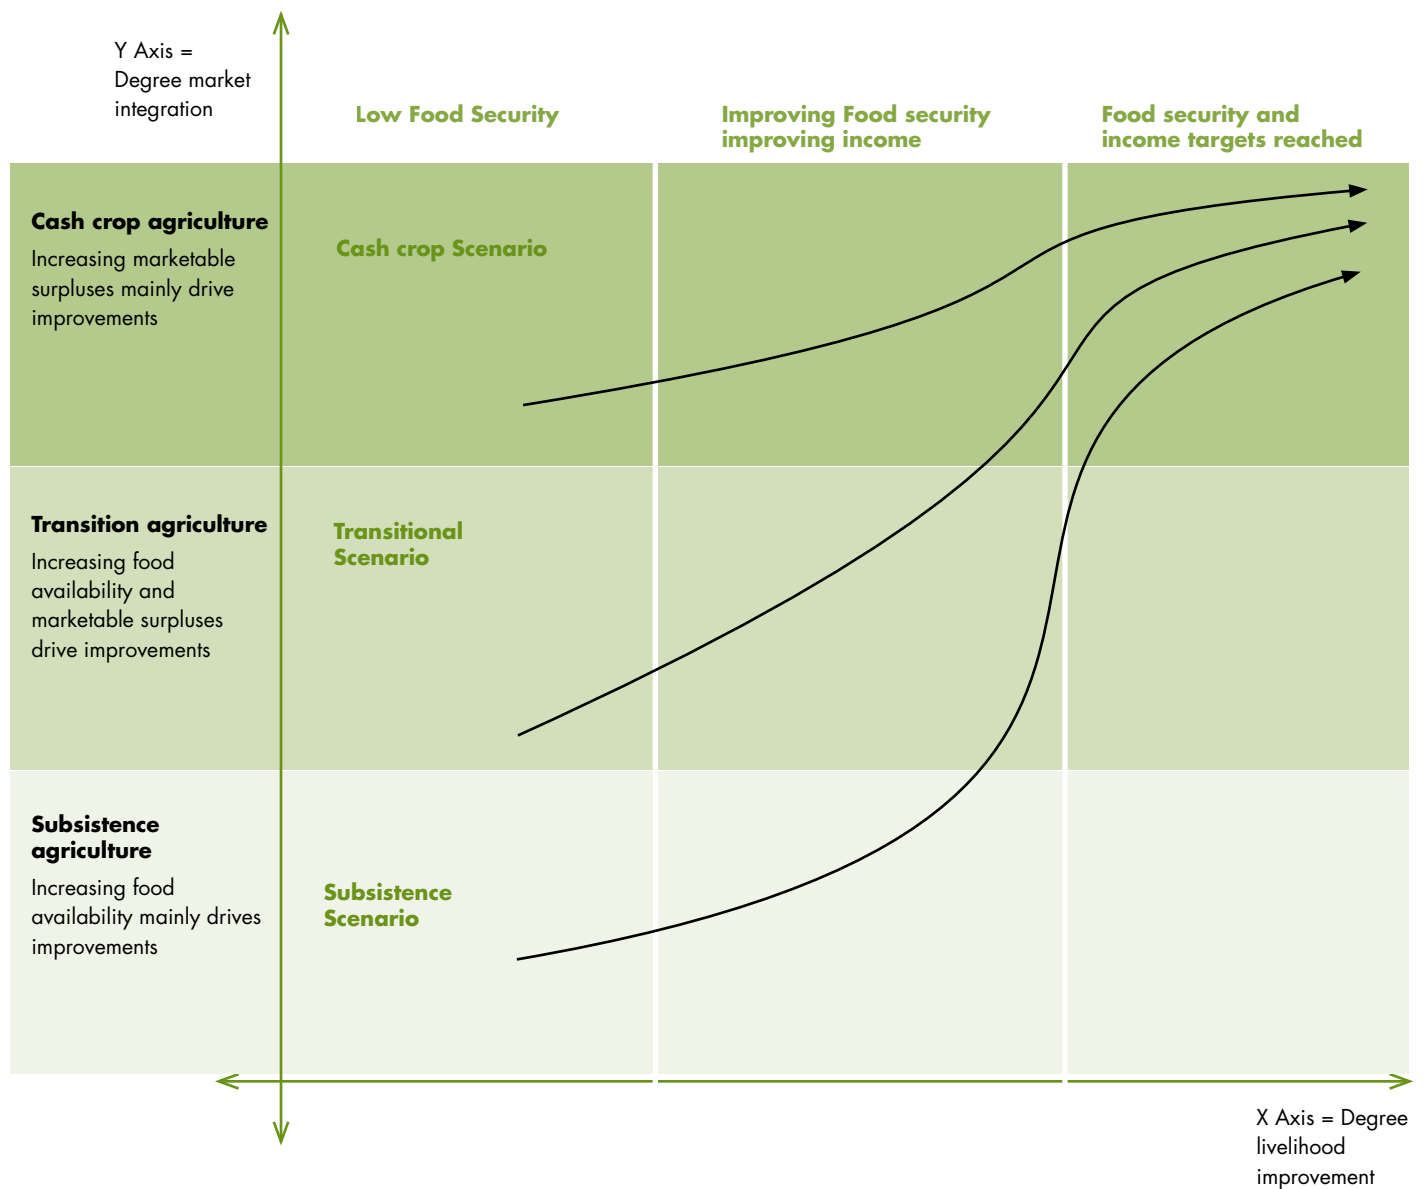 Y Axis =
Degree market
integration
Low Food Security
Improving Food security
improving income
Food security and
income targets reached
Cash crop agriculture
Increasing marketable
surpluses mainly drive
improvements
Cash crop Scenario
Transition agriculture
Increasing food
availability and
marketable surpluses
drive improvements
Transitional
Scenario
Subsistence
agriculture
Increasing food
availability mainly drives
improvements
Subsistence
Scenario
X Axis = Degree
livelihood
improvement